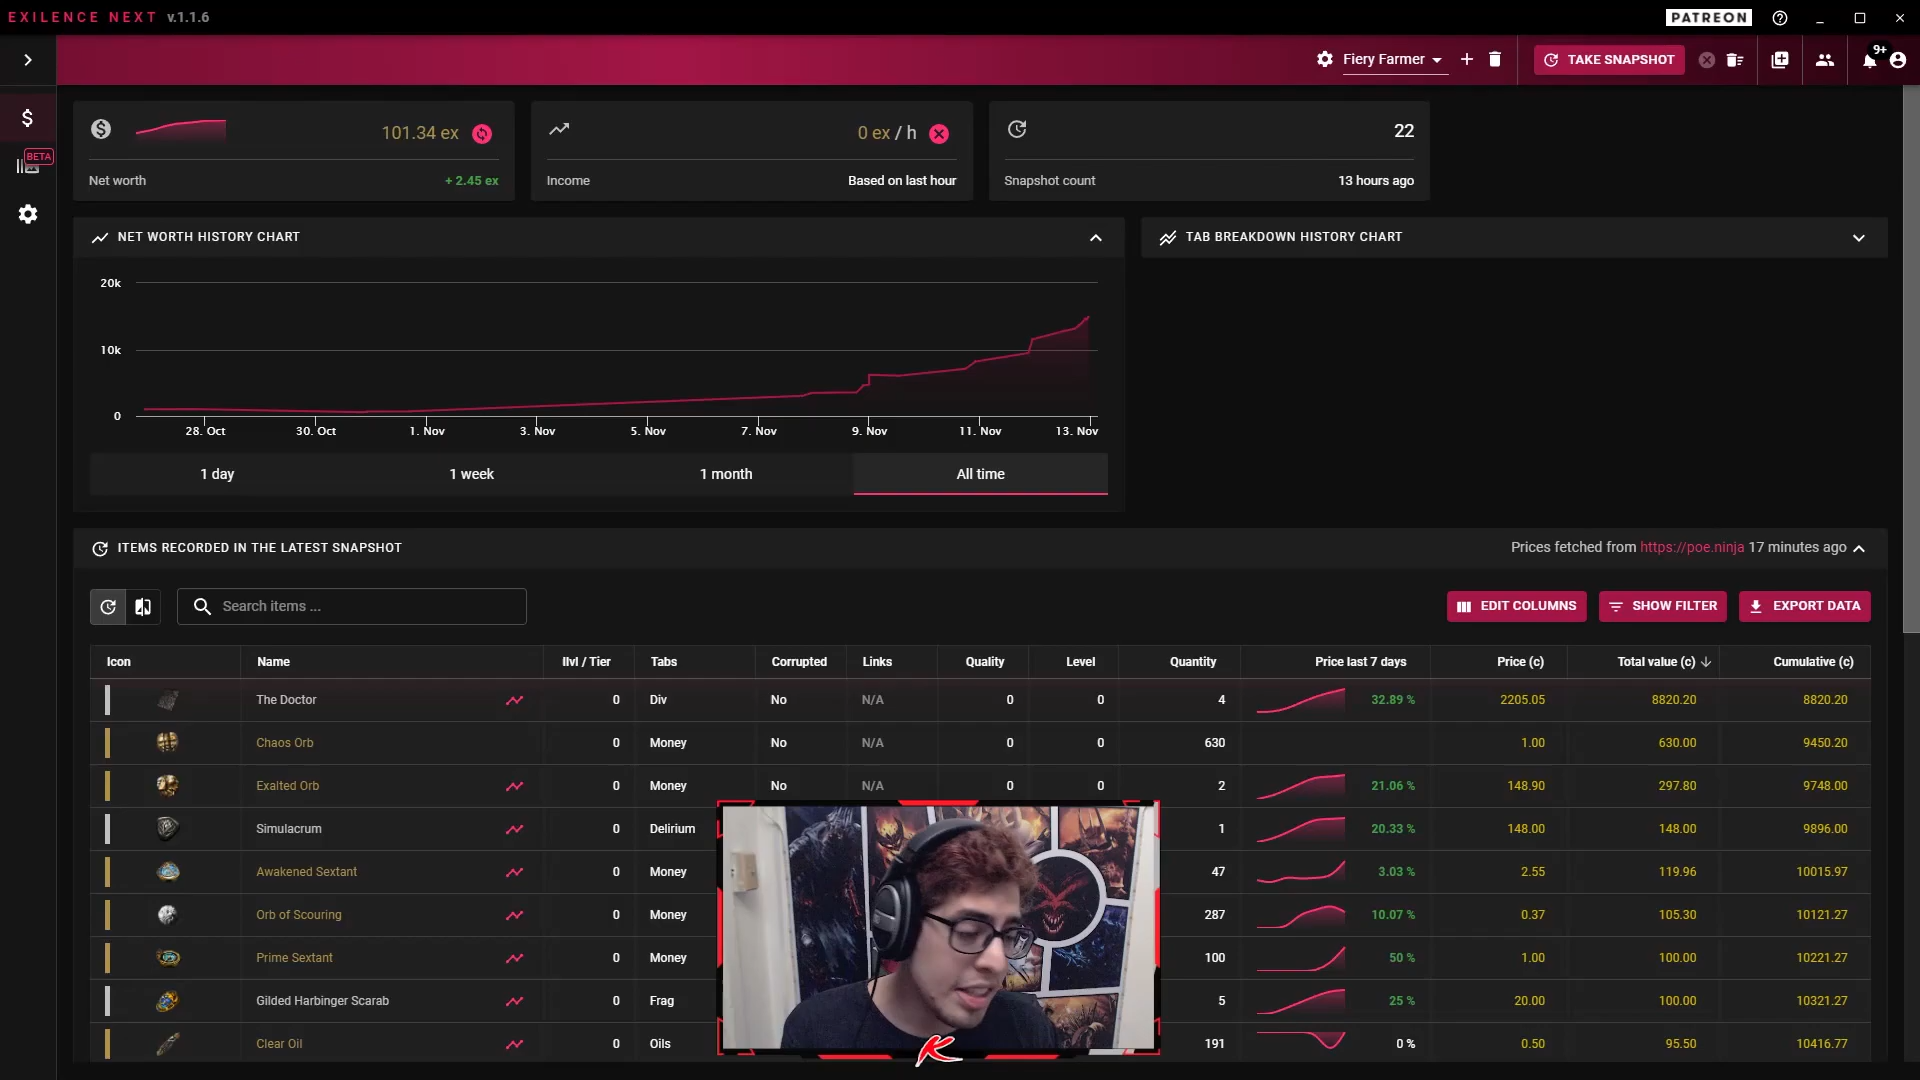 EXILENCE NEXT v.1.1.6
PATREON
Fiery Farmer
TAKE SNAPSHOT
9+
101.34 ex
0 ex / h
22
Net worth
+ 2.45 ex
Income
Based on last hour
Snapshot count
13 hours ago
BETA
NET WORTH HISTORY CHART
TAB BREAKDOWN HISTORY CHART
20k
10k
0
28. Oct 30. Oct 1. Nov 3. Nov 5. Nov 7. Nov 9. Nov 11. Nov 13. Nov
1 day 1 week 1 month All time
ITEMS RECORDED IN THE LATEST SNAPSHOT
Prices fetched from https://poe.ninja 17 minutes ago
Search items ...
EDIT COLUMNS
SHOW FILTER
EXPORT DATA
Icon Name Ilvl / Tier Tabs Corrupted Links Quality Level Quantity Price last 7 days Price (c) Total value (c) Cumulative (c)
The Doctor 0 Div No N/A 0 0 4 32.89 % 2205.05 8820.20 8820.20
Chaos Orb 0 Money No N/A 0 0 630 1.00 630.00 9450.20
Exalted Orb 0 Money No N/A 0 0 2 21.06 % 148.90 297.80 9748.00
Simulacrum 0 Delirium 1 20.33 % 148.00 148.00 9896.00
Awakened Sextant 0 Money 47 3.03 % 2.55 119.96 10015.97
Orb of Scouring 0 Money 287 10.07 % 0.37 105.30 10121.27
Prime Sextant 0 Money 100 50 % 1.00 100.00 10221.27
Gilded Harbinger Scarab 0 Frag 5 25 % 20.00 100.00 10321.27
Clear Oil 0 Oils 191 0 % 0.50 95.50 10416.77